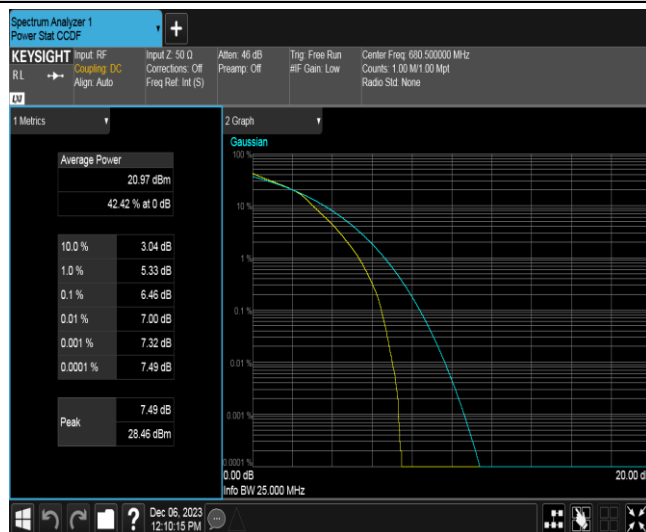 Spectrum Analyzer 1
Power Stat CCDF
+
KEYSIGHT
RL
LXI
Input: RF
Coupling: DC
Align: Auto
Input Z: 50 Ω
Corrections: Off
Freq Ref: Int (S)
Atten: 46 dB
Preamp: Off
Trig: Free Run
#IF Gain: Low
Center Freq: 680.500000 MHz
Counts: 1.00 M/1.00 Mpt
Radio Std: None
1 Metrics
Average Power
20.97 dBm
42.42 % at 0 dB
10.0 % 3.04 dB
1.0 % 5.33 dB
0.1 % 6.46 dB
0.01 % 7.00 dB
0.001 % 7.32 dB
0.0001 % 7.49 dB
Peak
7.49 dB
28.46 dBm
2 Graph
Gaussian
100 %
10 %
1 %
0.1 %
0.01 %
0.001 %
0.0001 %
0.00 dB
20.00 d
Info BW 25.000 MHz
?
Dec 06, 2023
12:10:15 PM